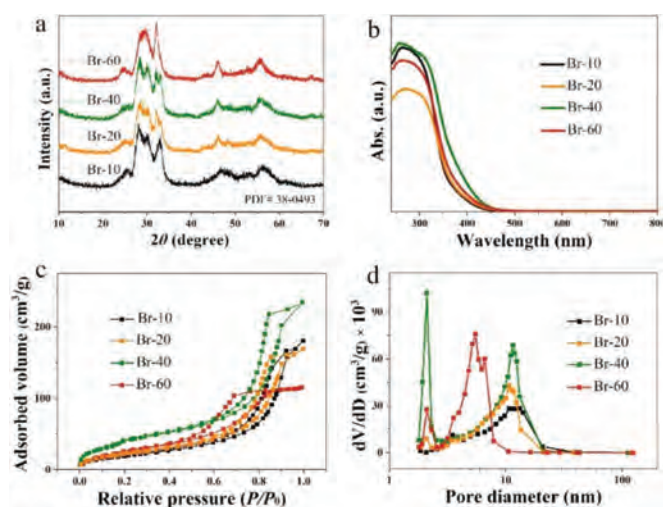 a
Br-60
Br-40
Br-20
Br-10
PDF# 38-0493
Intensity (a.u.)
10 20 30 40 50 60 70
2θ (degree)
b
Br-10
Br-20
Br-40
Br-60
Abs. (a.u.)
300 400 500 600 700 800
Wavelength (nm)
c
Br-10
Br-20
Br-40
Br-60
Adsorbed volume (cm³/g)
0 100 200
0.0 0.2 0.4 0.6 0.8 1.0
Relative pressure (P/P₀)
d
Br-10
Br-20
Br-40
Br-60
dV/dD (cm³/g) × 10³
0 30 60 90
1 10 100
Pore diameter (nm)